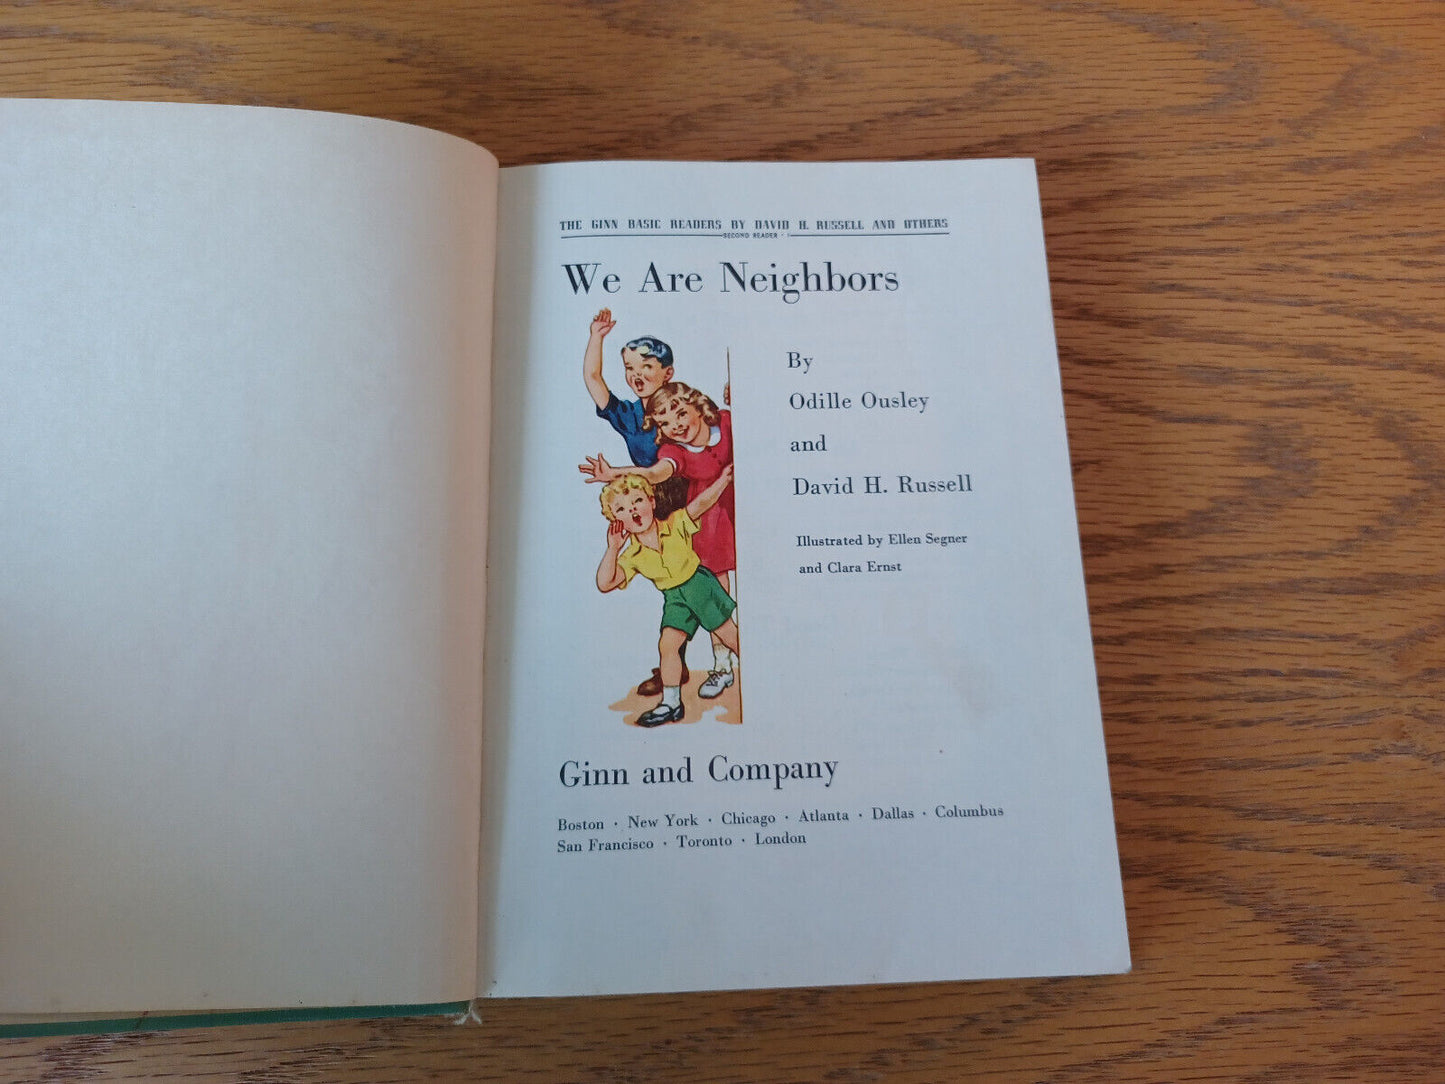 THE GINN BASIC READERS BY DAVID H. RUSSELL AND OTHERS
SECOND READER · I
We Are Neighbors
By
Odille Ousley
and
David H. Russell
Illustrated by Ellen Segner
and Clara Ernst
Ginn and Company
Boston · New York · Chicago · Atlanta · Dallas · Columbus
San Francisco · Toronto · London